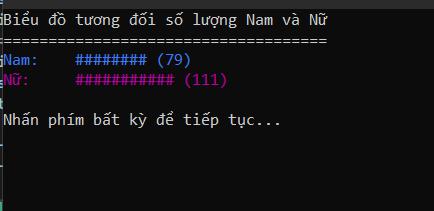 Biểu đồ tương đối số lượng Nam và Nữ
====================================
Nam:    ######## (79)
Nữ:     ########### (111)
Nhấn phím bất kỳ để tiếp tục...